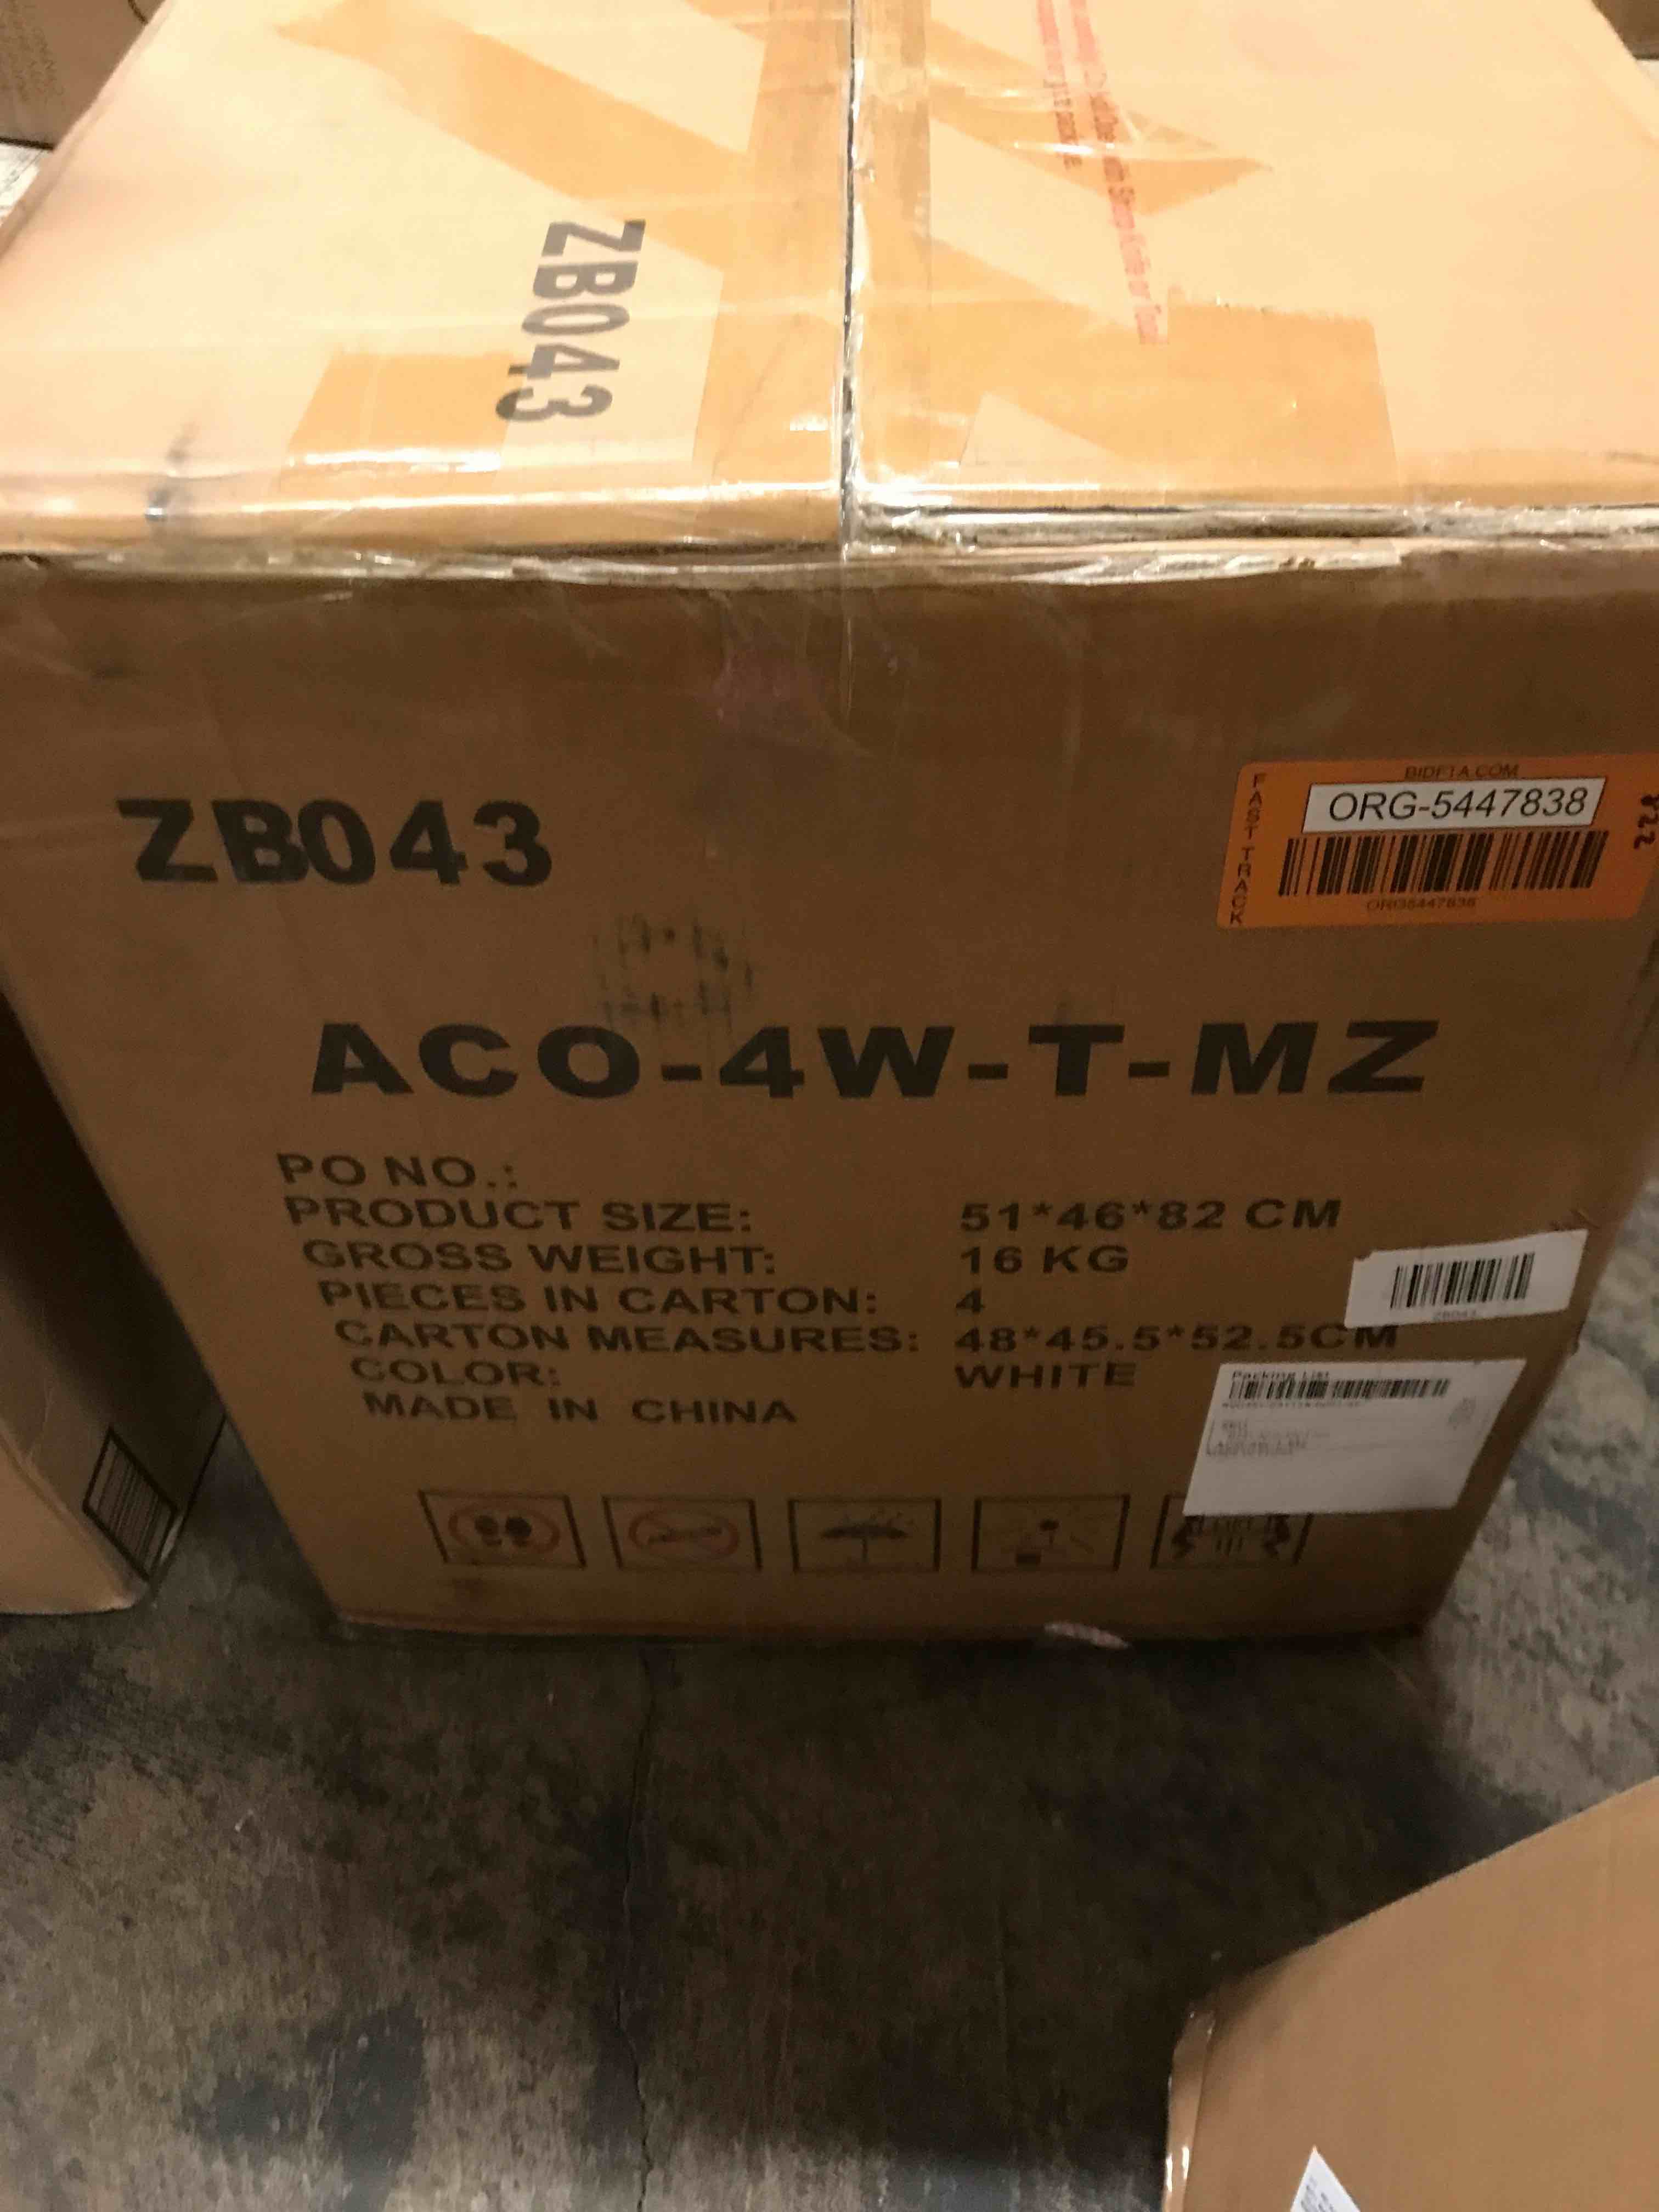 ZB043
BIDFTA.COM
FAST TRACK
ORG-5447838
ORG5447838
822
ZB043
ACO-4W-T-MZ
PO NO.:
PRODUCT SIZE: 51*46*82 CM
GROSS WEIGHT: 16 KG
PIECES IN CARTON: 4
CARTON MEASURES: 48*45.5*52.5CM
COLOR: WHITE
MADE IN CHINA
ZB043
Packing List